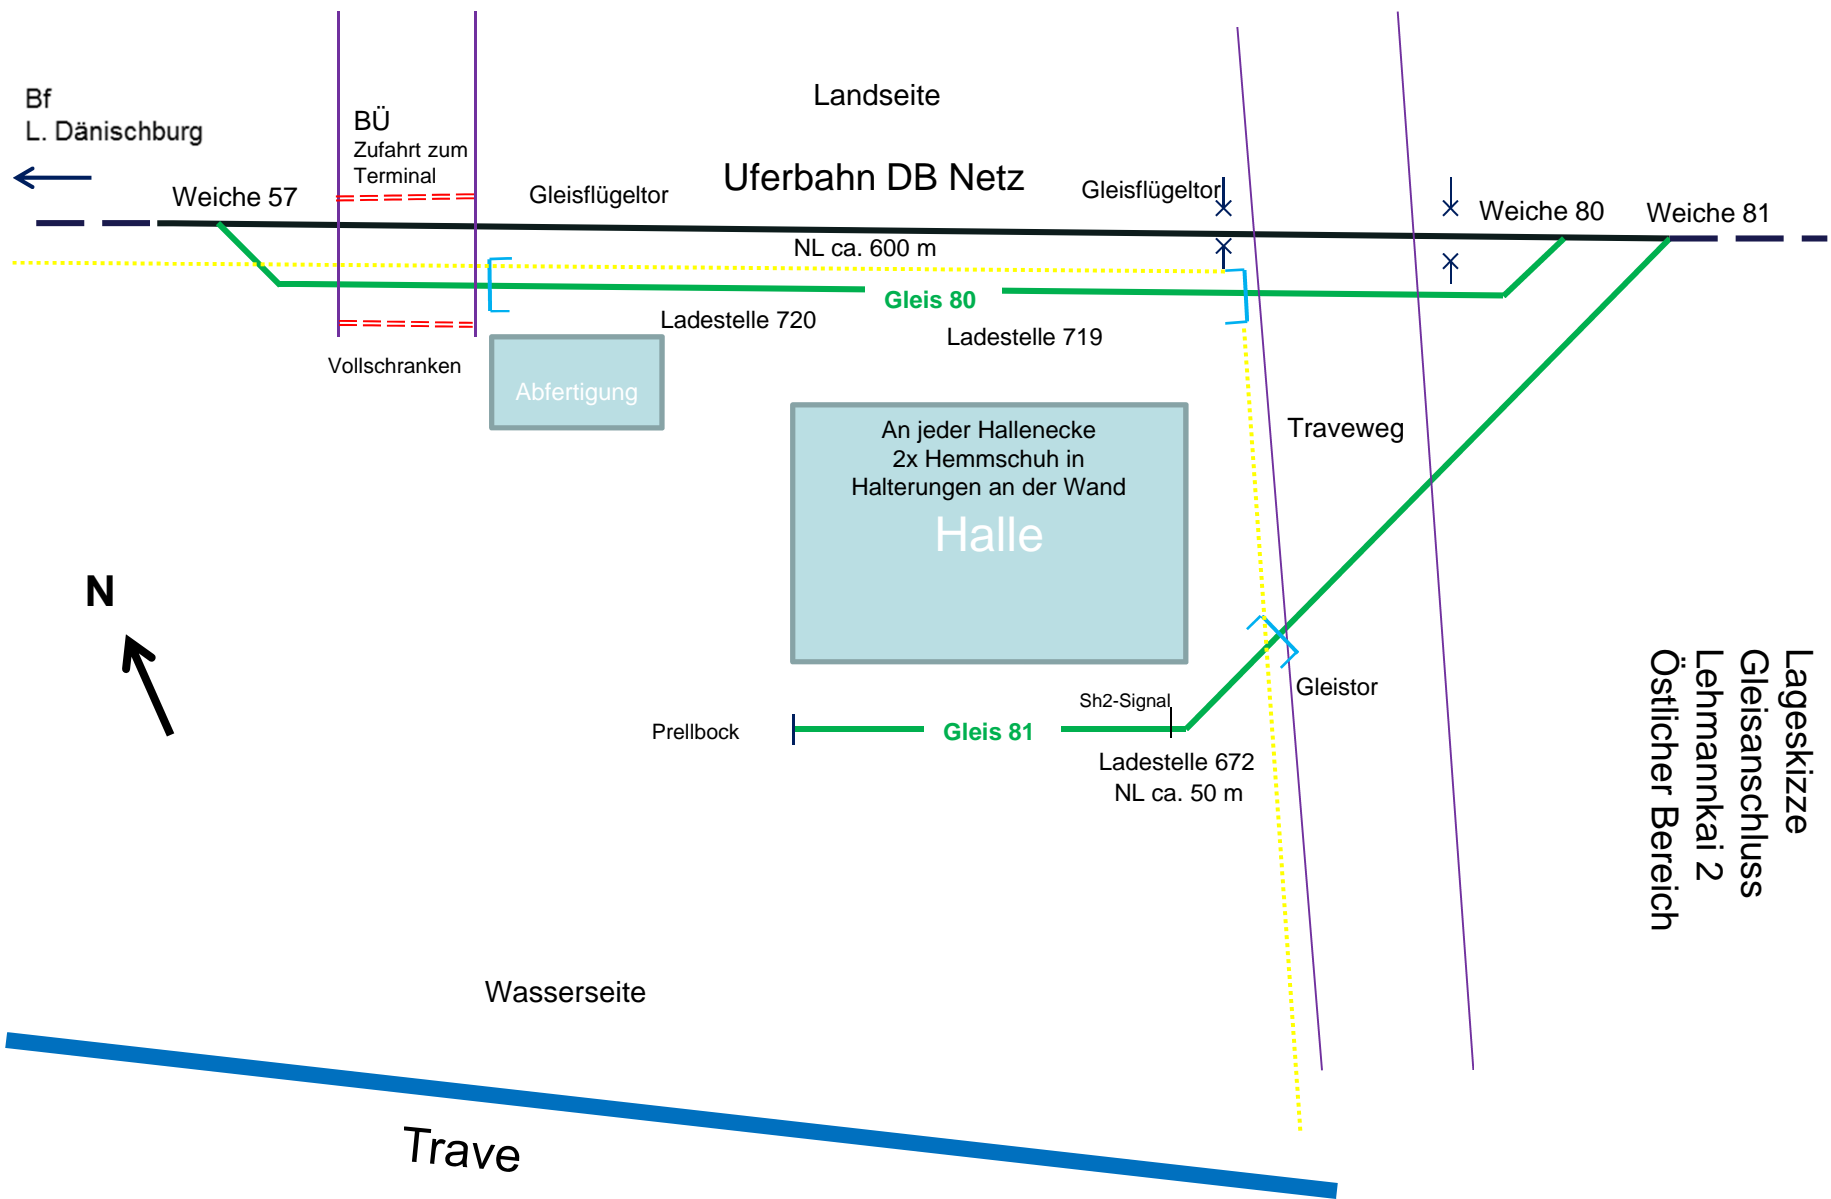 Landseite
Bf
L. Dänischburg
BÜ
Zufahrt zum
Terminal
Weiche 57
Gleisflügeltor
Uferbahn DB Netz
Gleisflügeltor
Weiche 80
Weiche 81
NL ca. 600 m
Gleis 80
Ladestelle 720
Ladestelle 719
Vollschranken
Abfertigung
An jeder Hallenecke
2x Hemmschuh in
Halterungen an der Wand
Halle
Traveweg
N
Gleistor
Sh2-Signal
Prellbock
Gleis 81
Ladestelle 672
NL ca. 50 m
Lageskizze
Gleisanschluss
Lehmannkai 2
Östlicher Bereich
Wasserseite
Trave